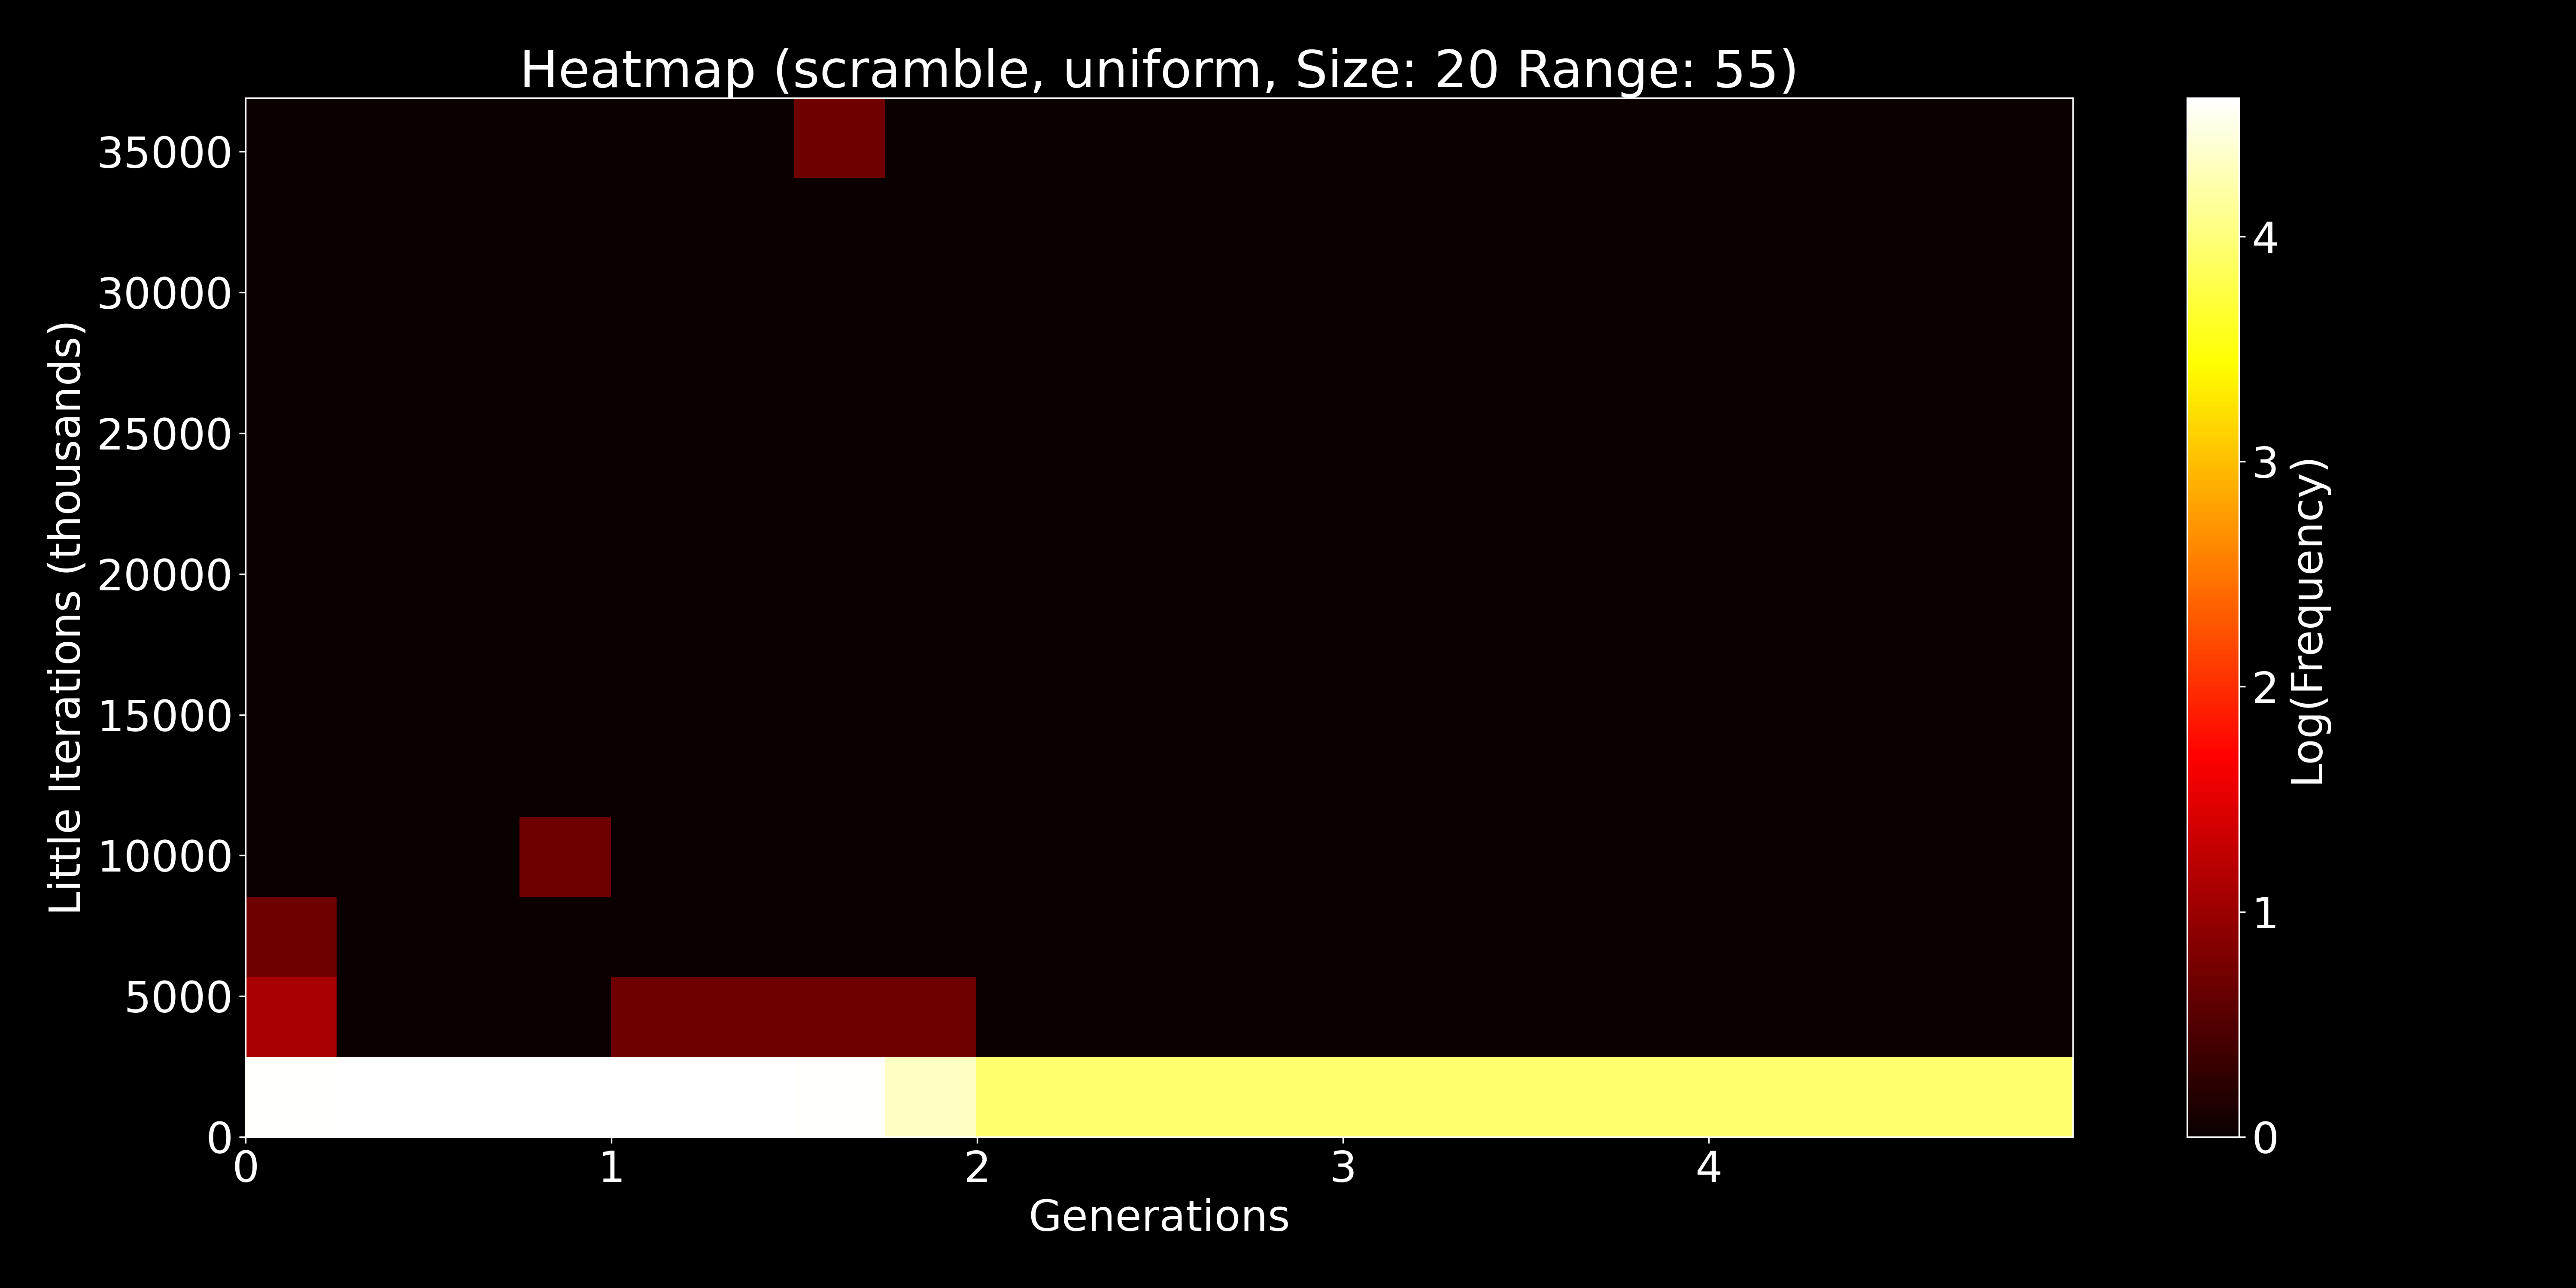 Heatmap (scramble, uniform, Size: 20 Range: 55)
Little Iterations (thousands)
35000
30000
25000
20000
15000
10000
5000
0
0 1 2 3 4
Generations
4
3
2
1
0
Log(Frequency)